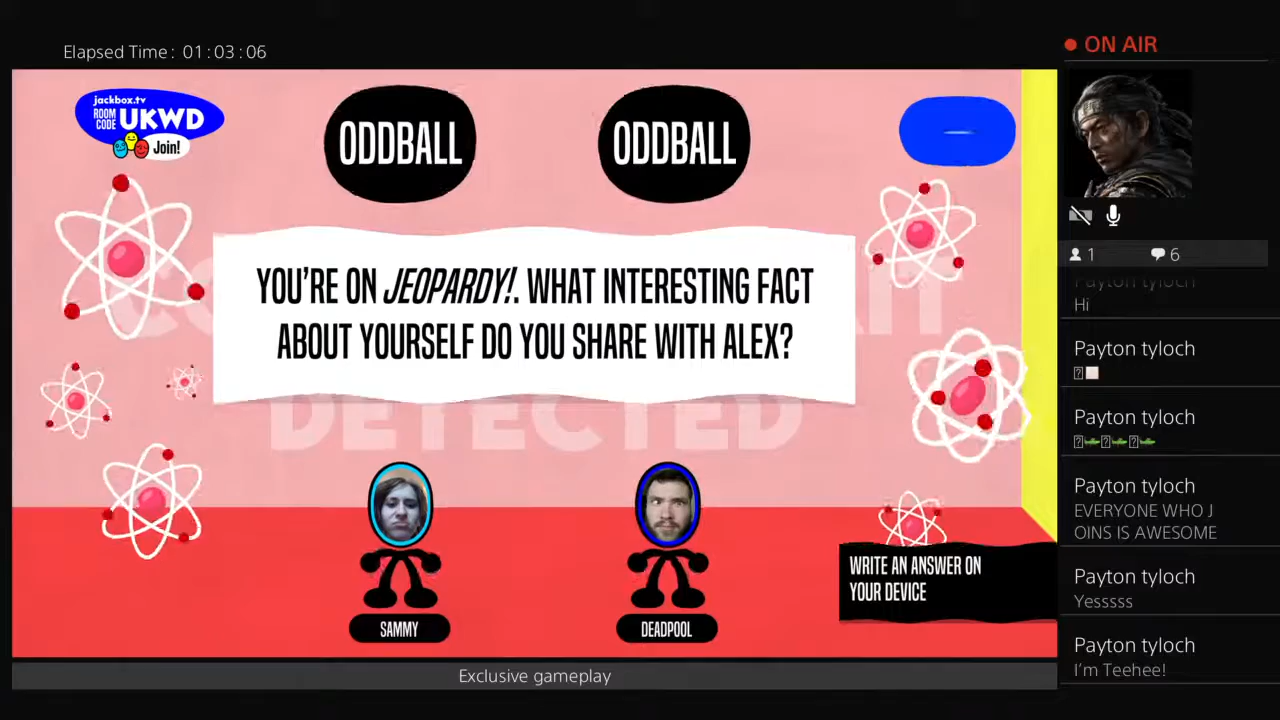 Elapsed Time: 01:03:06
ON AIR
jackbox.tv
ROOM CODE UKWD
Join!
ODDBALL
ODDBALL
YOU'RE ON JEOPARDY!. WHAT INTERESTING FACT
ABOUT YOURSELF DO YOU SHARE WITH ALEX?
DETECTED
SAMMY
DEADPOOL
WRITE AN ANSWER ON
YOUR DEVICE
Exclusive gameplay
1
6
Payton tyloch
Hi
Payton tyloch
Payton tyloch
Payton tyloch
EVERYONE WHO J
OINS IS AWESOME
Payton tyloch
Yesssss
Payton tyloch
I'm Teehee!